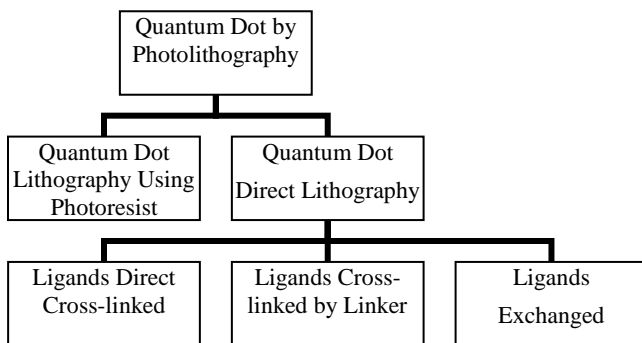 Quantum Dot by
Photolithography
Quantum Dot
Lithography Using
Photoresist
Quantum Dot
Direct Lithography
Ligands Direct
Cross-linked
Ligands Cross-
linked by Linker
Ligands
Exchanged